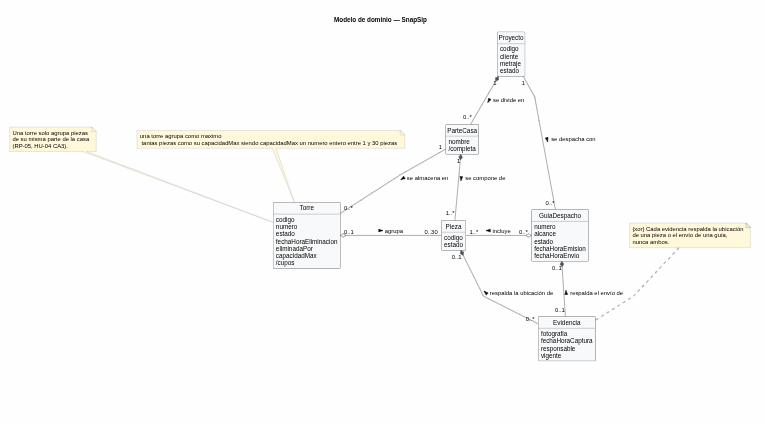 Modelo de dominio — SnapSip
Proyecto
codigo
cliente
metraje
estado
1
1
se divide en
0..*
ParteCasa
nombre
/completa
1
1
se despacha con
0..*
Una torre solo agrupa piezas
de su misma parte de la casa
(RP-05, HU-04 CA3).
una torre agrupa como maximo
tantas piezas como su capacidadMax siendo capacidadMax un numero entero entre 1 y 30 piezas
se almacena en
0..*
se compone de
1..*
Torre
codigo
numero
estado
fechaHoraEliminacion
eliminadaPor
capacidadMax
/cupos
0..1
agrupa
0..30
Pieza
codigo
estado
1..*
incluye
0..*
0..1
GuiaDespacho
numero
alcance
estado
fechaHoraEmision
fechaHoraEnvio
0..1
{xor} Cada evidencia respalda la ubicación
de una pieza o el envío de una guía,
nunca ambos.
respalda la ubicación de
0..*
respalda el envío de
0..1
Evidencia
fotografia
fechaHoraCaptura
responsable
vigente